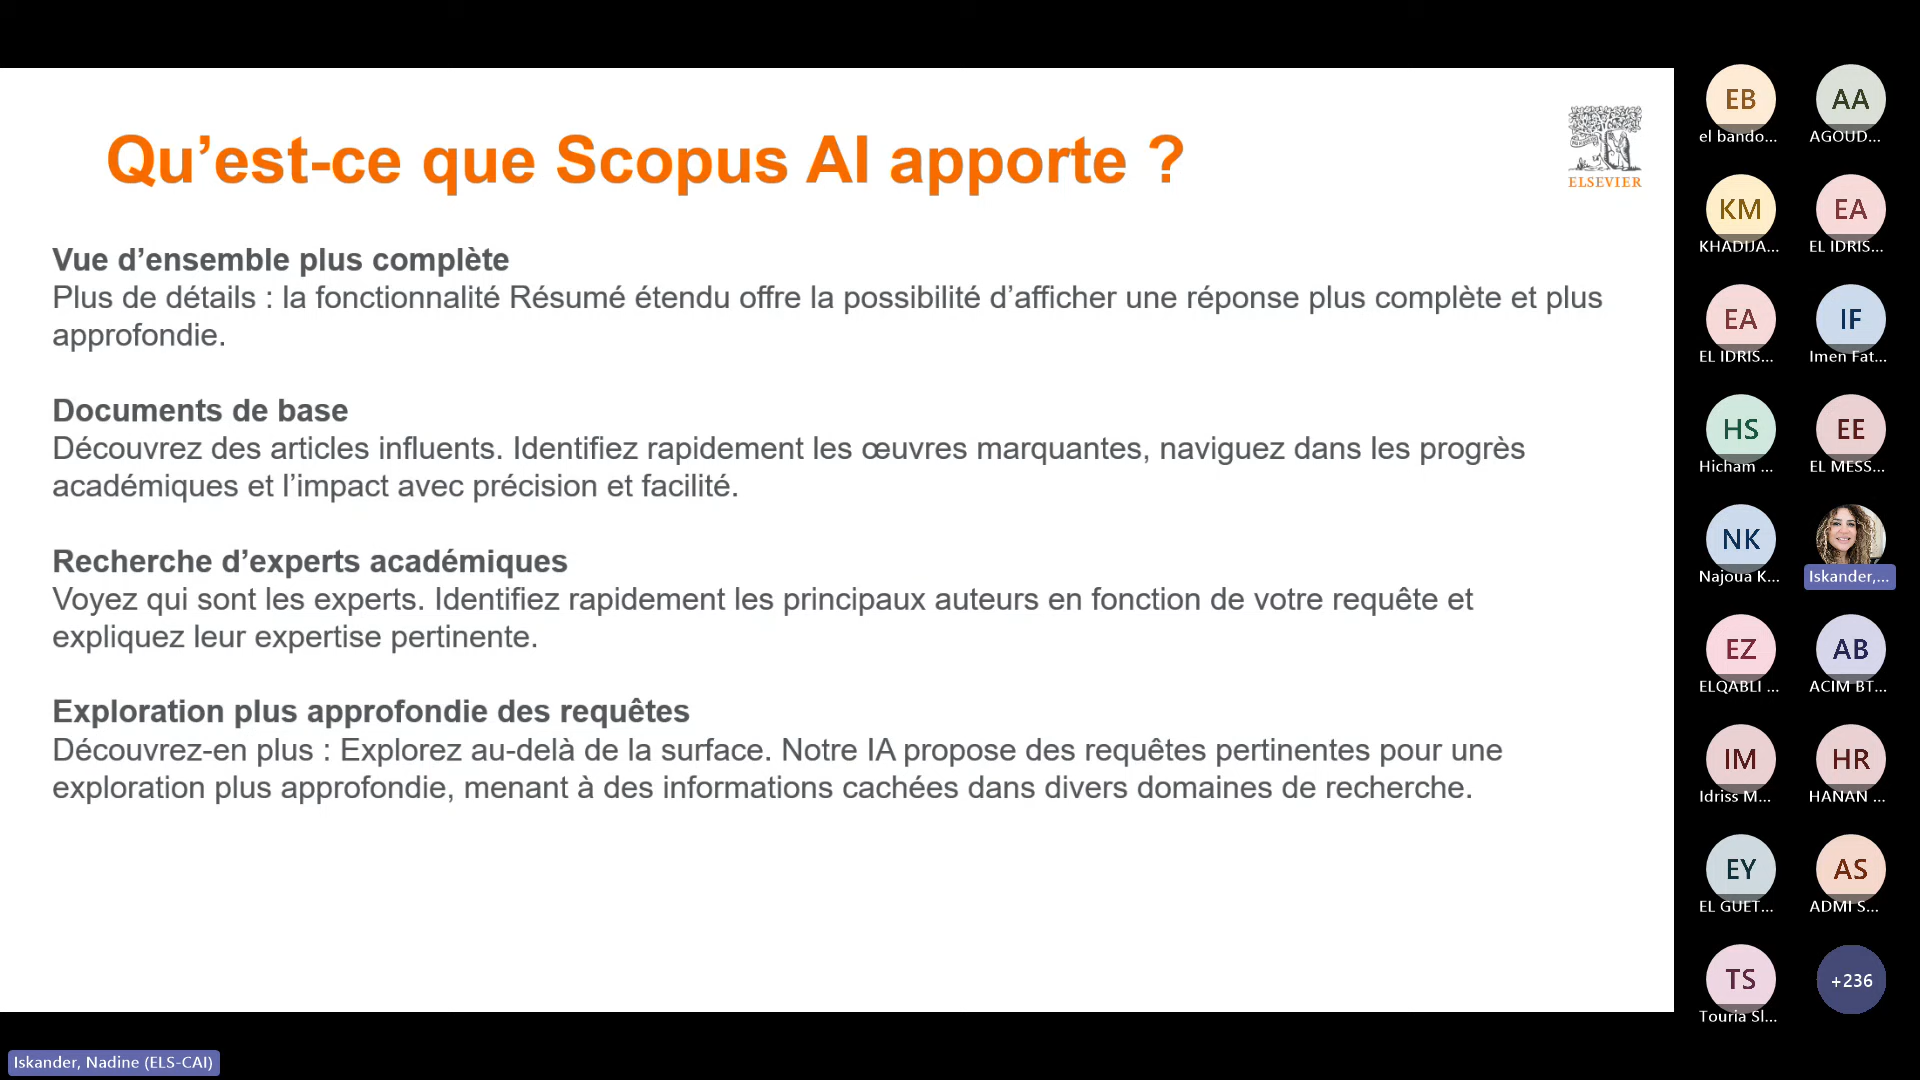 Qu’est-ce que Scopus AI apporte ?
ELSEVIER
Vue d’ensemble plus complète
Plus de détails : la fonctionnalité Résumé étendu offre la possibilité d’afficher une réponse plus complète et plus
approfondie.
Documents de base
Découvrez des articles influents. Identifiez rapidement les œuvres marquantes, naviguez dans les progrès
académiques et l’impact avec précision et facilité.
Recherche d’experts académiques
Voyez qui sont les experts. Identifiez rapidement les principaux auteurs en fonction de votre requête et
expliquez leur expertise pertinente.
Exploration plus approfondie des requêtes
Découvrez-en plus : Explorez au-delà de la surface. Notre IA propose des requêtes pertinentes pour une
exploration plus approfondie, menant à des informations cachées dans divers domaines de recherche.
EB
el bando...
AA
AGOUD...
KM
KHADIJA...
EA
EL IDRIS...
EA
EL IDRIS...
IF
Imen Fat...
HS
Hicham ...
EE
EL MESS...
NK
Najoua K...
Iskander,...
EZ
ELQABLI ...
AB
ACIM BT...
IM
Idriss M...
HR
HANAN ...
EY
EL GUET...
AS
ADMI S...
TS
Touria Sl...
+236
Iskander, Nadine (ELS-CAI)